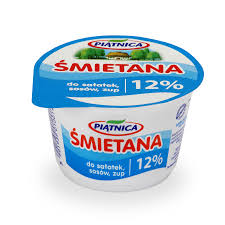 PIĄTNICA
ŚMIETANA
do sałatek,
sosów, zup
12%
PIĄTNICA
ŚMIETANA
do sałatek,
sosów, zup
12%